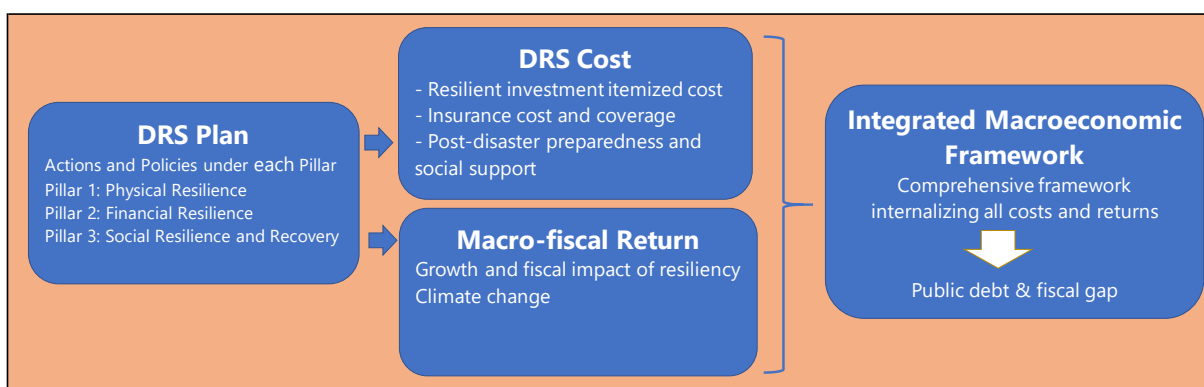 DRS Plan
Actions and Policies under each Pillar
Pillar 1: Physical Resilience
Pillar 2: Financial Resilience
Pillar 3: Social Resilience and Recovery
DRS Cost
- Resilient investment itemized cost
- Insurance cost and coverage
- Post-disaster preparedness and
social support
Macro-fiscal Return
Growth and fiscal impact of resiliency
Climate change
Integrated Macroeconomic
Framework
Comprehensive framework
internalizing all costs and returns
Public debt & fiscal gap